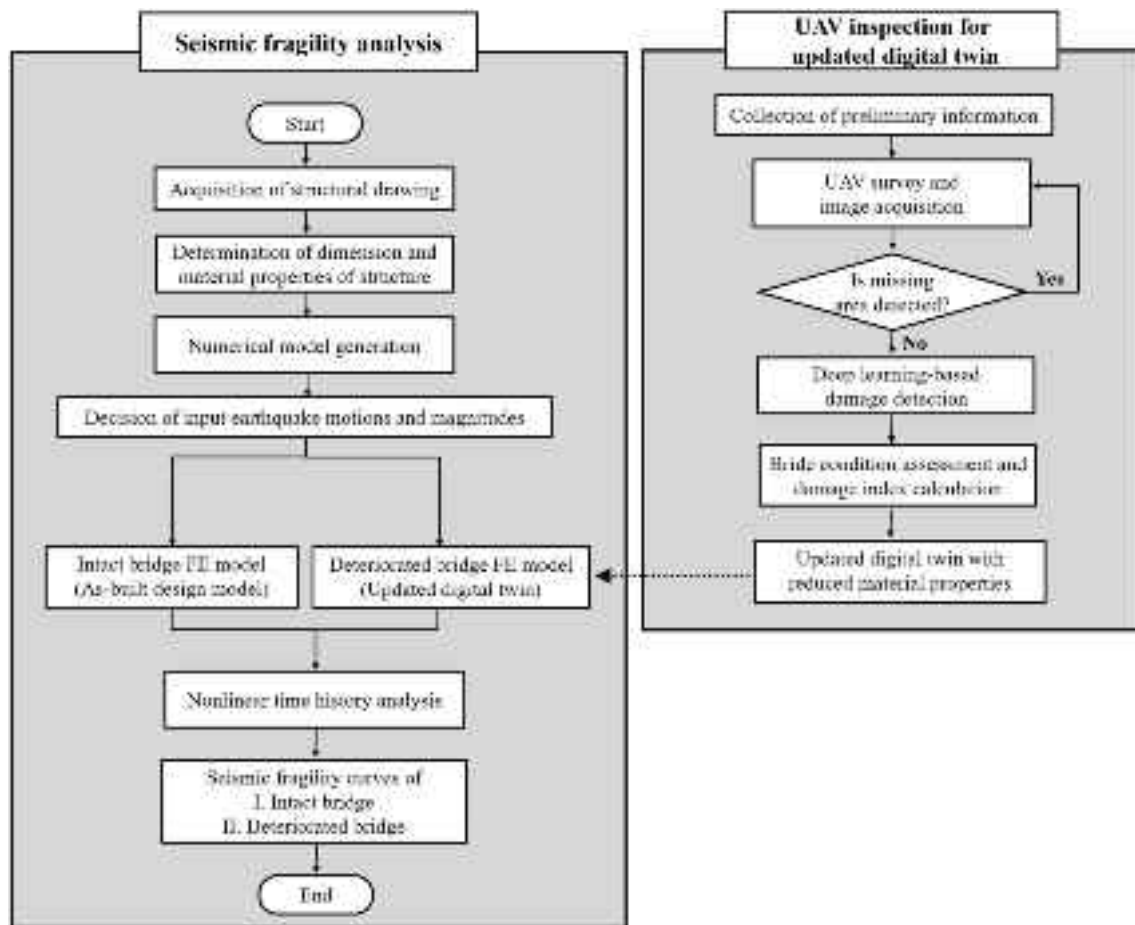 Seismic fragility analysis
Start
Acquisition of structural drawing
Determination of dimension and
material properties of structure
Numerical model generation
Decision of input earthquake motions and magnitudes
Intact bridge FE model
(As-built design model)
Deteriorated bridge FE model
(Updated digital twin)
Nonlinear time history analysis
Seismic fragility curves of
I. Intact bridge
II. Deteriorated bridge
End
UAV inspection for
updated digital twin
Collection of preliminary information
UAV survey and
image acquisition
Is missing
area detected?
Yes
No
Deep learning-based
damage detection
Bride condition assessment and
damage index calculation
Updated digital twin with
reduced material properties